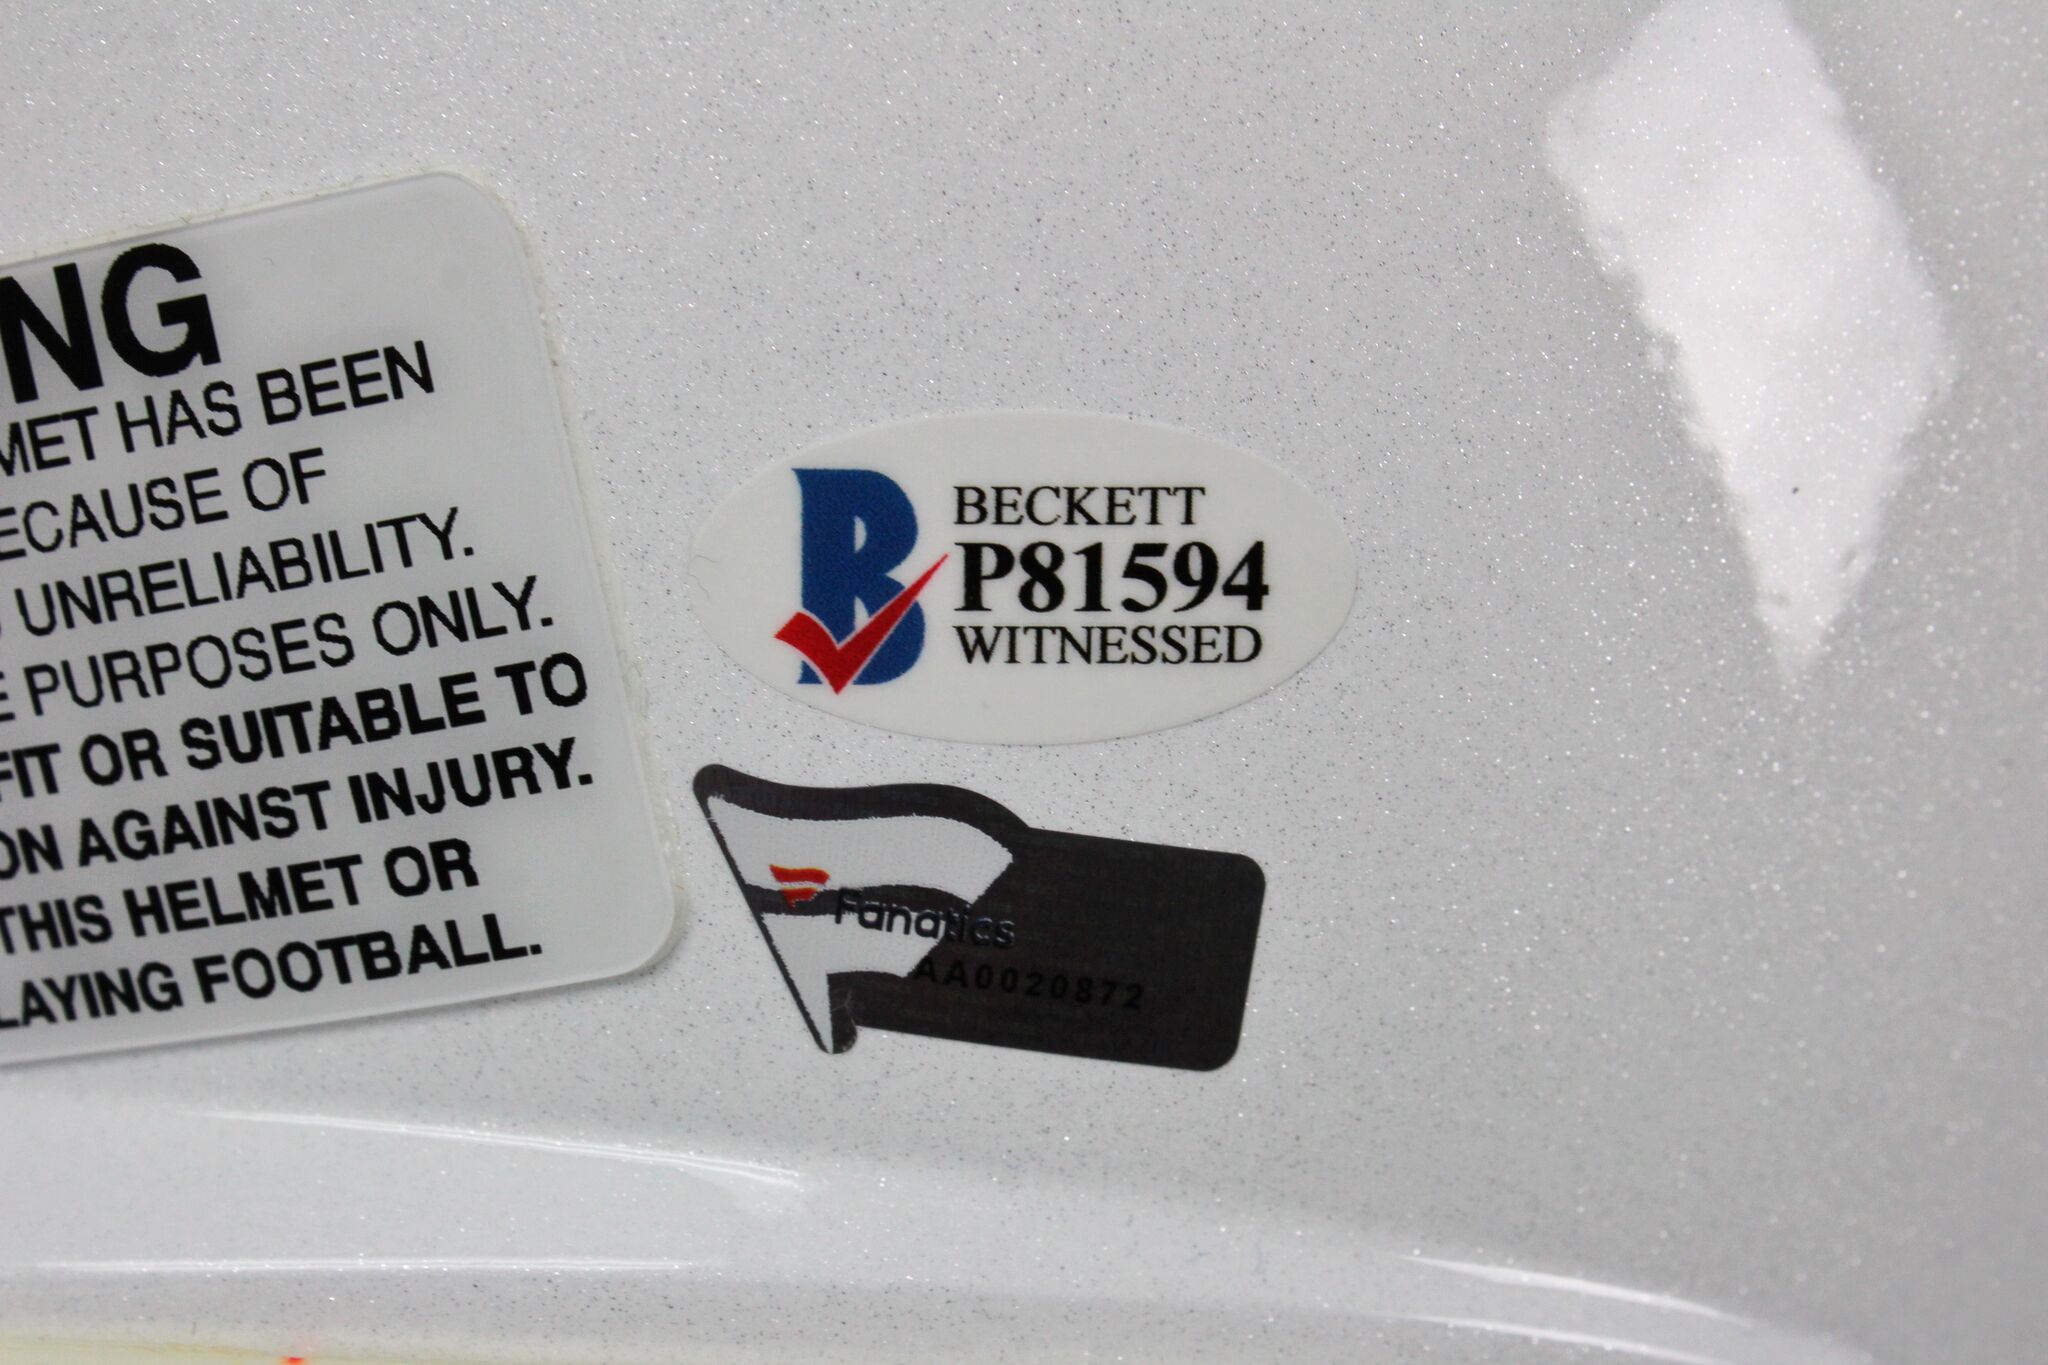 NG
MET HAS BEEN
ECAUSE OF
UNRELIABILITY.
E PURPOSES ONLY.
FIT OR SUITABLE TO
ON AGAINST INJURY.
THIS HELMET OR
LAYING FOOTBALL.
BECKETT
P81594
WITNESSED
Fanatics
AA0020872